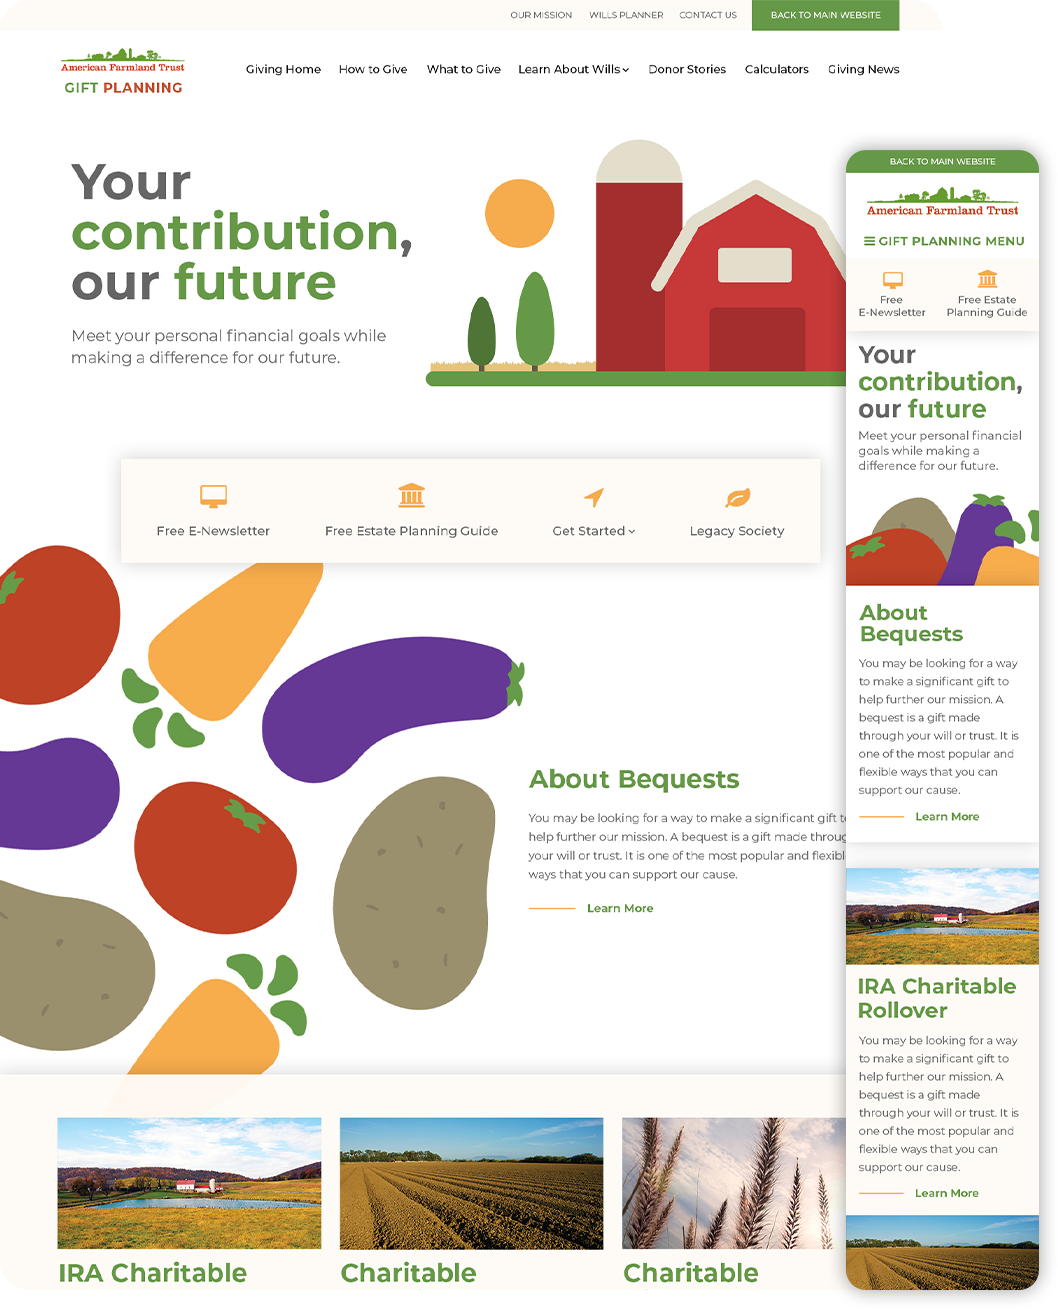 OUR MISSION WILLS PLANNER CONTACT US BACK TO MAIN WEBSITE
American Farmland Trust
GIFT PLANNING
Giving Home How to Give What to Give Learn About Wills Donor Stories Calculators Giving News
Your
contribution,
our future
Meet your personal financial goals while
making a difference for our future.
Free E-Newsletter Free Estate Planning Guide Get Started Legacy Society
About Bequests
You may be looking for a way to make a significant gift
help further our mission. A bequest is a gift made
your will or trust. It is one of the most popular and
ways that you can support our cause.
Learn More
IRA Charitable
Charitable
Charitable
BACK TO MAIN WEBSITE
American Farmland Trust
GIFT PLANNING MENU
Free
E-Newsletter
Free Estate
Planning Guide
Your
contribution,
our future
Meet your personal financial
goals while making a
difference for our future.
About
Bequests
You may be looking for a way
to make a significant gift to
help further our mission. A
bequest is a gift made
through your will or trust. It is
one of the most popular and
flexible ways that you can
support our cause.
Learn More
IRA Charitable
Rollover
You may be looking for a way
to make a significant gift to
help further our mission. A
bequest is a gift made
through your will or trust. It is
one of the most popular and
flexible ways that you can
support our cause.
Learn More